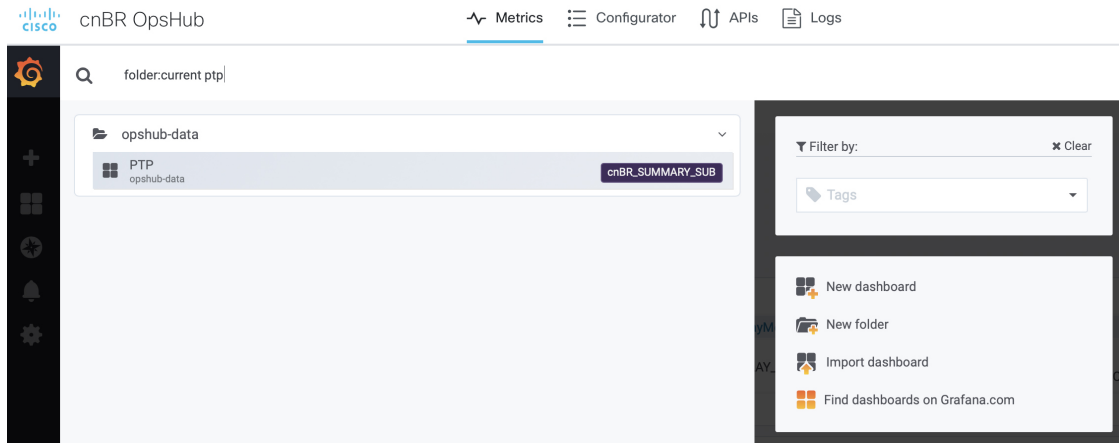 cisco cnBR OpsHub Metrics Configurator APIs Logs
folder:current ptp
opshub-data
Filter by: Clear
PTP
opshub-data
cnBR_SUMMARY_SUB
Tags
New dashboard
New folder
Import dashboard
Find dashboards on Grafana.com